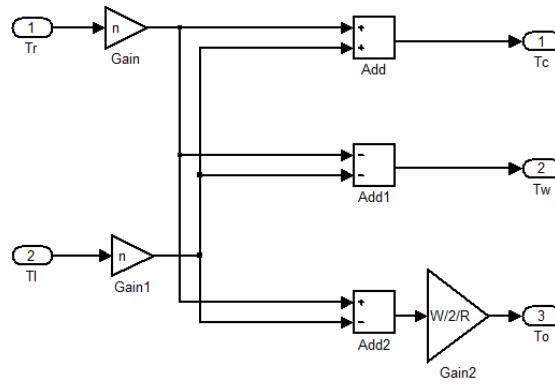 1
Tr
n
Gain
+
+
Add
1
Tc
-
-
Add1
2
Tw
2
Tl
n
Gain1
+
-
Add2
W/2/R
Gain2
3
To